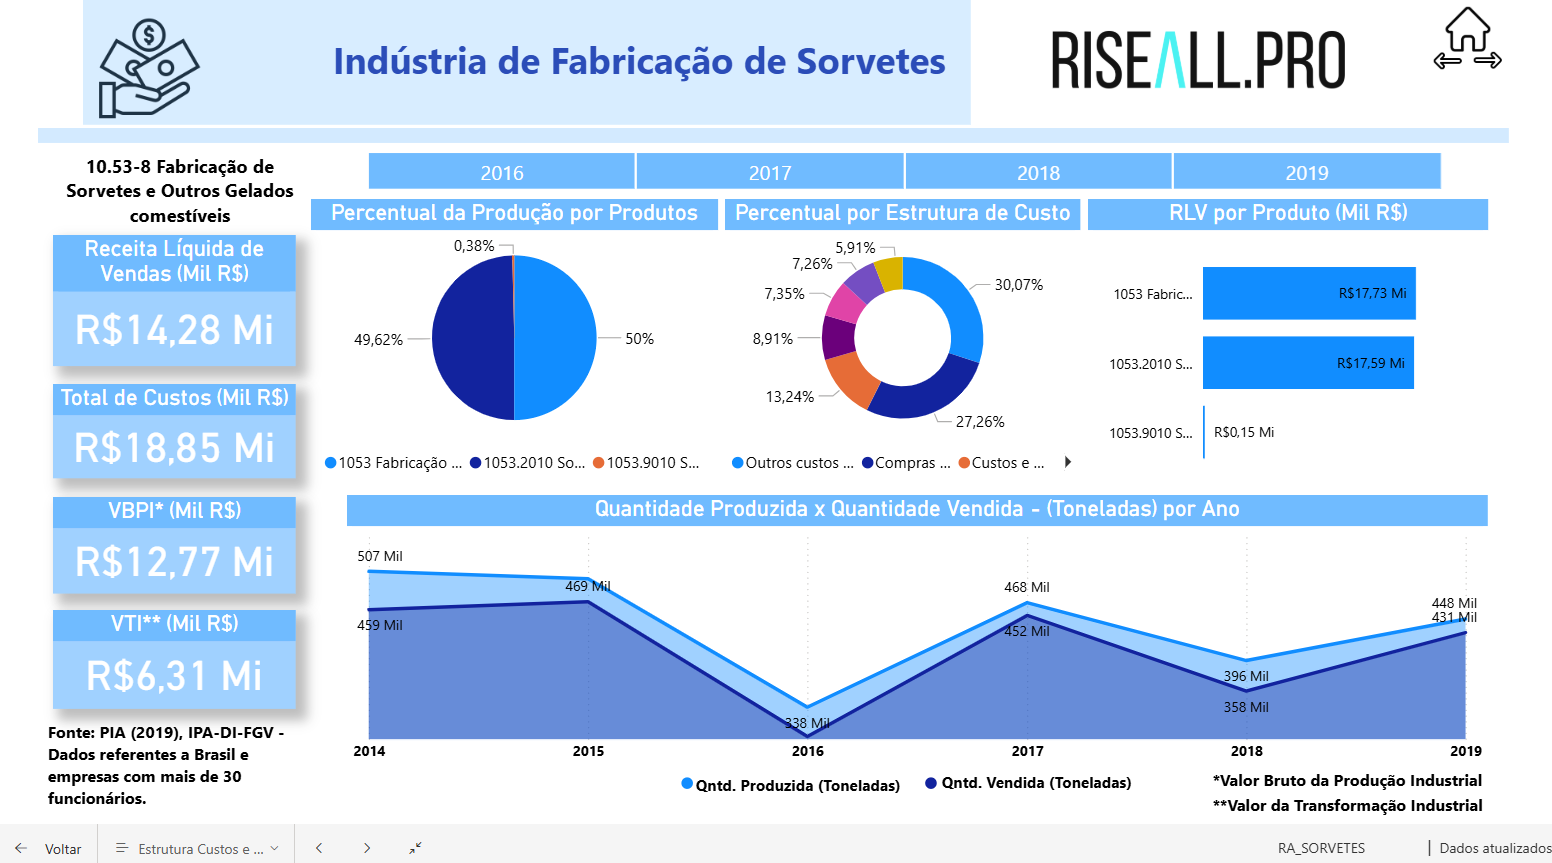 Indústria de Fabricação de Sorvetes
RISEALL.PRO
10.53-8 Fabricação de
Sorvetes e Outros Gelados
comestíveis
2016
2017
2018
2019
Receita Líquida de
Vendas (Mil R$)
R$14,28 Mi
Total de Custos (Mil R$)
R$18,85 Mi
VBPI* (Mil R$)
R$12,77 Mi
VTI** (Mil R$)
R$6,31 Mi
Fonte: PIA (2019), IPA-DI-FGV -
Dados referentes a Brasil e
empresas com mais de 30
funcionários.
Percentual da Produção por Produtos
0,38%
49,62%
50%
1053 Fabricação ...
1053.2010 So...
1053.9010 S...
Percentual por Estrutura de Custo
5,91%
7,26%
7,35%
8,91%
13,24%
30,07%
27,26%
Outros custos ...
Compras ...
Custos e ...
RLV por Produto (Mil R$)
1053 Fabric...
R$17,73 Mi
1053.2010 S...
R$17,59 Mi
1053.9010 S...
R$0,15 Mi
Quantidade Produzida x Quantidade Vendida - (Toneladas) por Ano
507 Mil
459 Mil
469 Mil
338 Mil
468 Mil
452 Mil
396 Mil
358 Mil
448 Mil
431 Mil
2014
2015
2016
2017
2018
2019
Qntd. Produzida (Toneladas)
Qntd. Vendida (Toneladas)
*Valor Bruto da Produção Industrial
**Valor da Transformação Industrial
Voltar
Estrutura Custos e ...
RA_SORVETES
| Dados atualizados